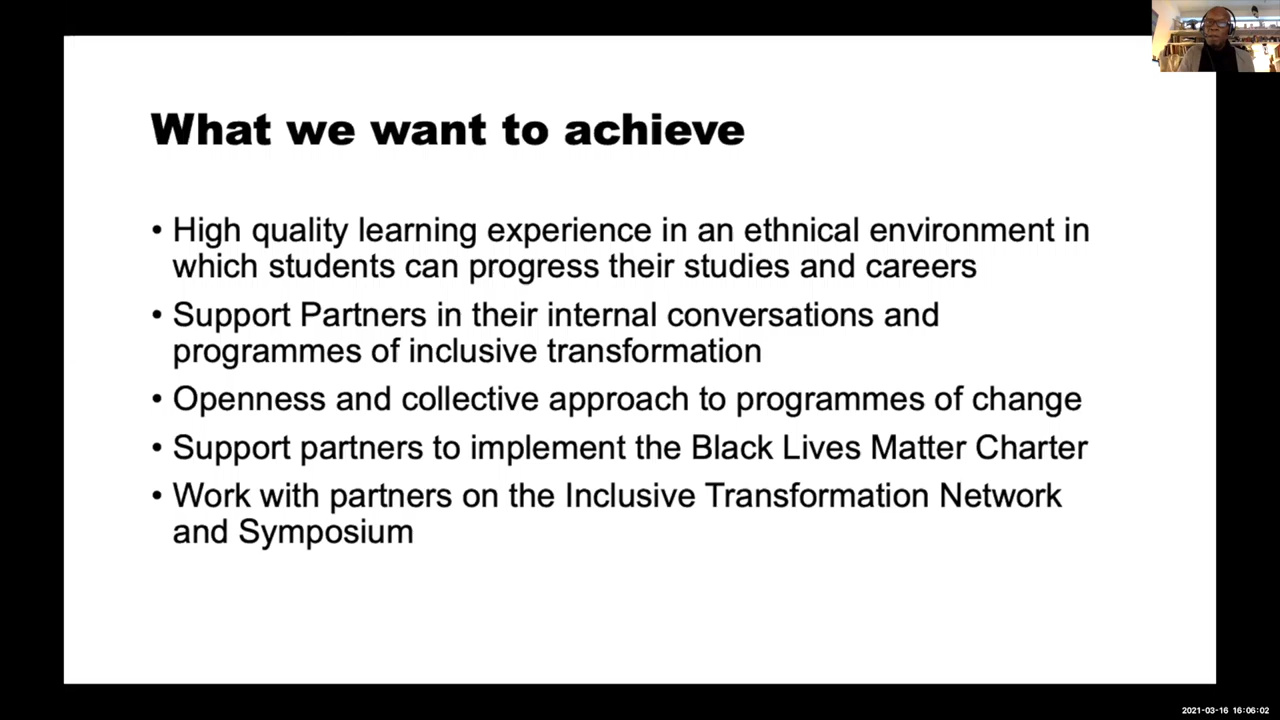 What we want to achieve
• High quality learning experience in an ethnical environment in
which students can progress their studies and careers
• Support Partners in their internal conversations and
programmes of inclusive transformation
• Openness and collective approach to programmes of change
• Support partners to implement the Black Lives Matter Charter
• Work with partners on the Inclusive Transformation Network
and Symposium
2021-03-16 16:06:02